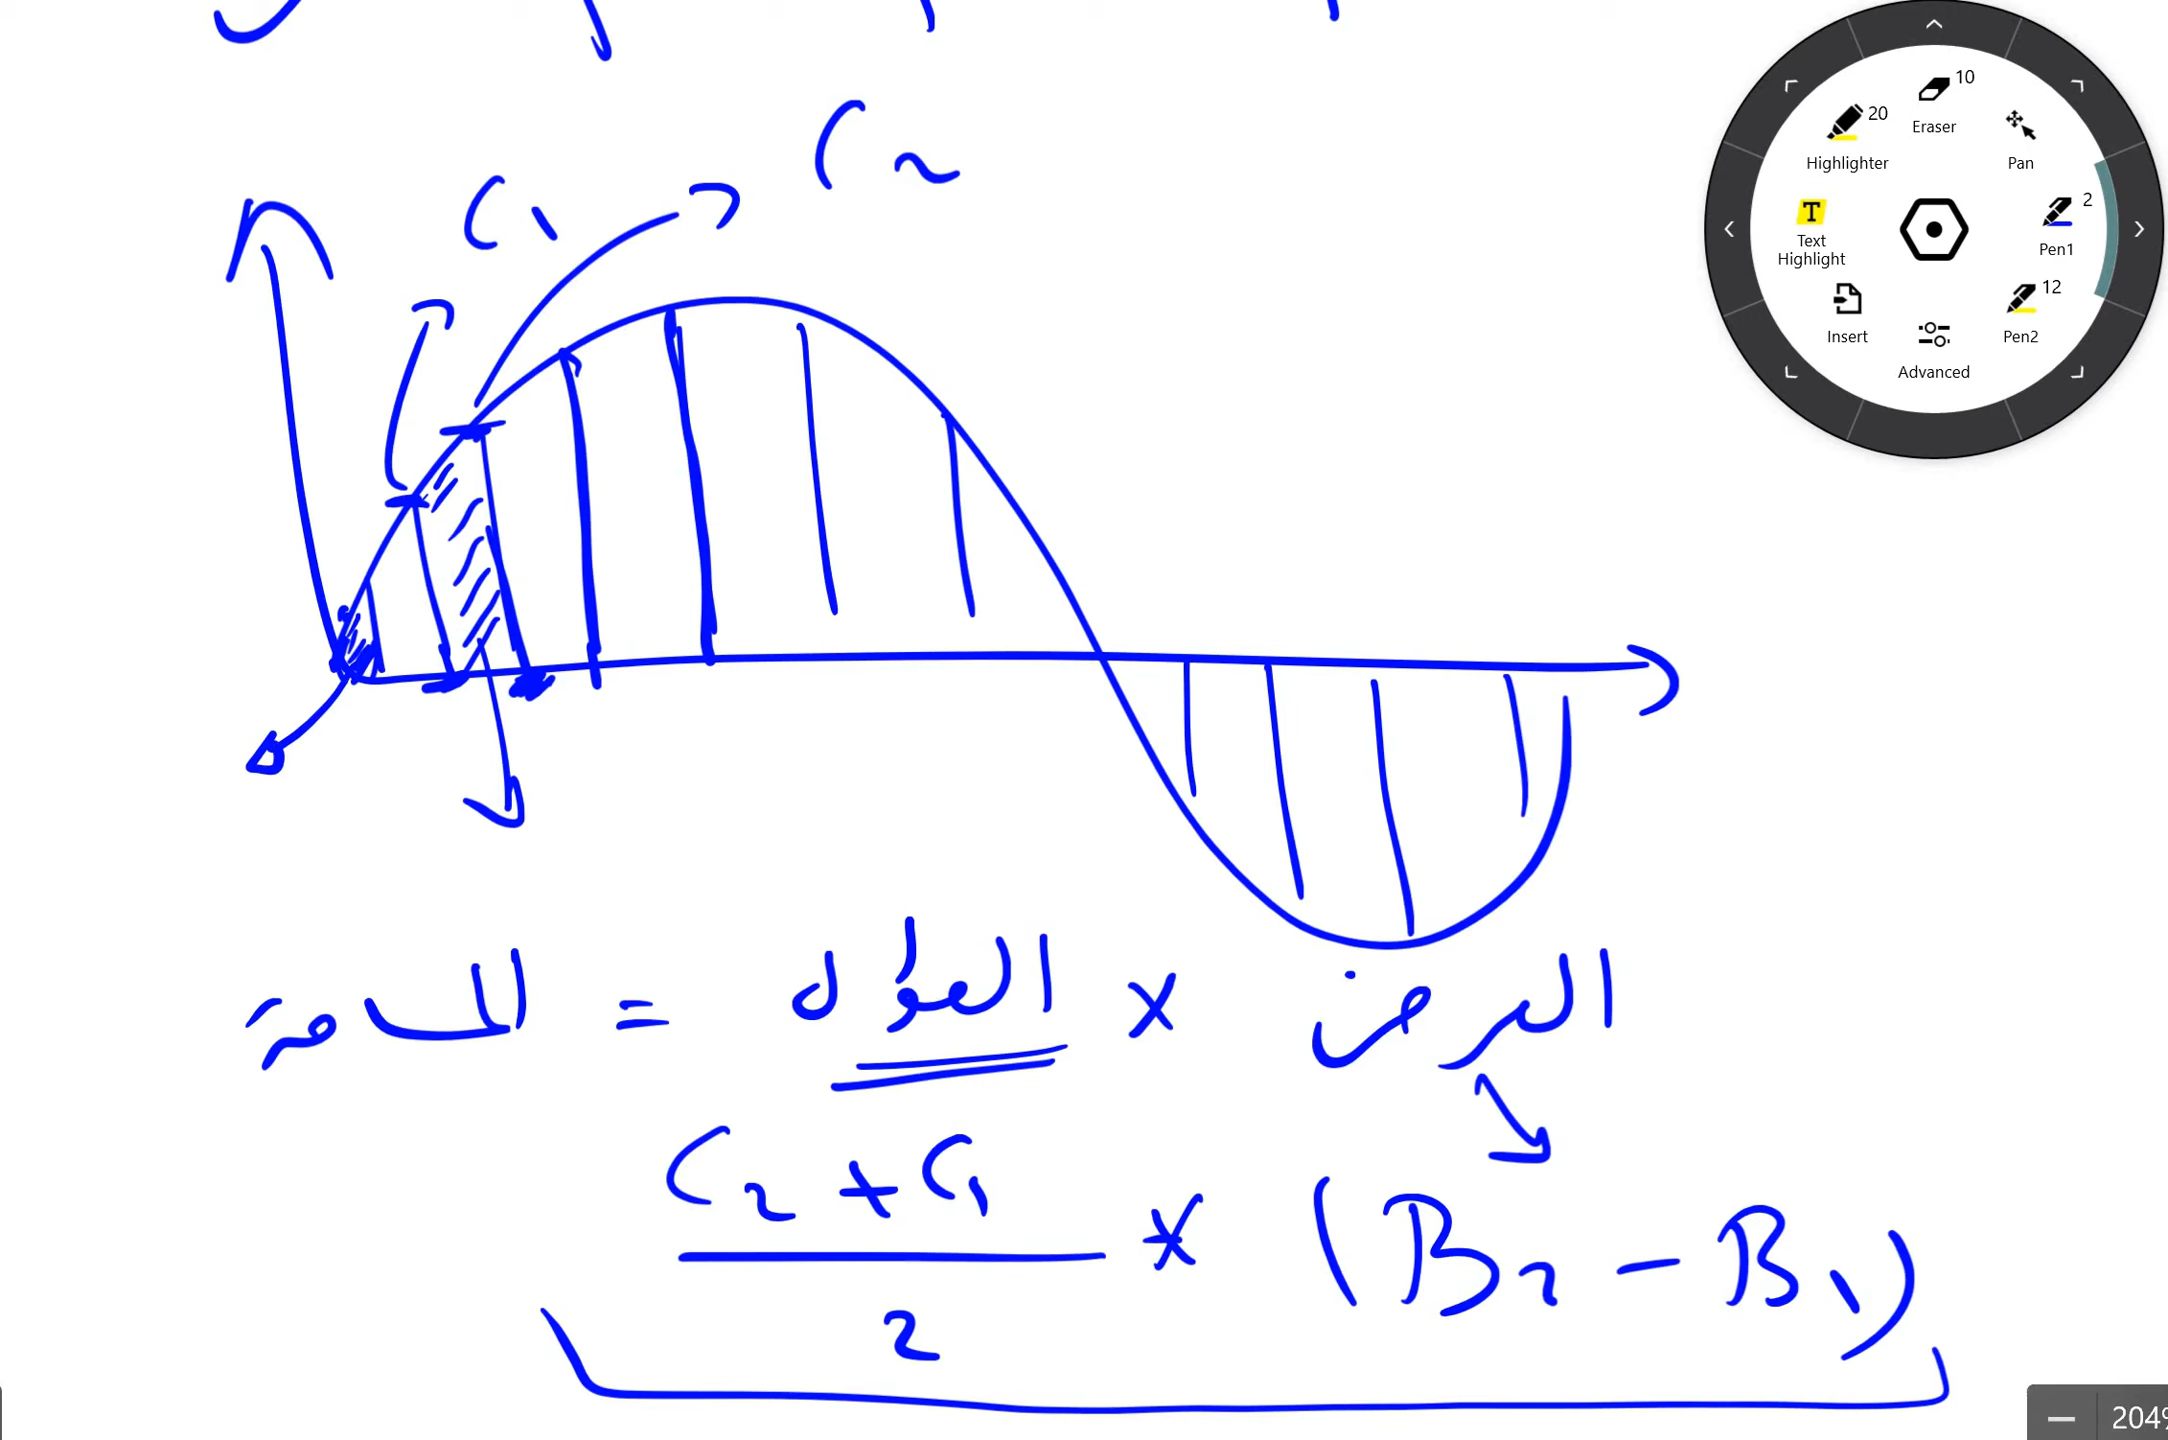 C₂
C₁
المساحة = الطول × العرض
C₂ + C₁
* (B₂ - B₁)
2
10
Eraser
20
Highlighter
Pan
2
Pen1
T
Text
Highlight
12
Pen2
Insert
Advanced